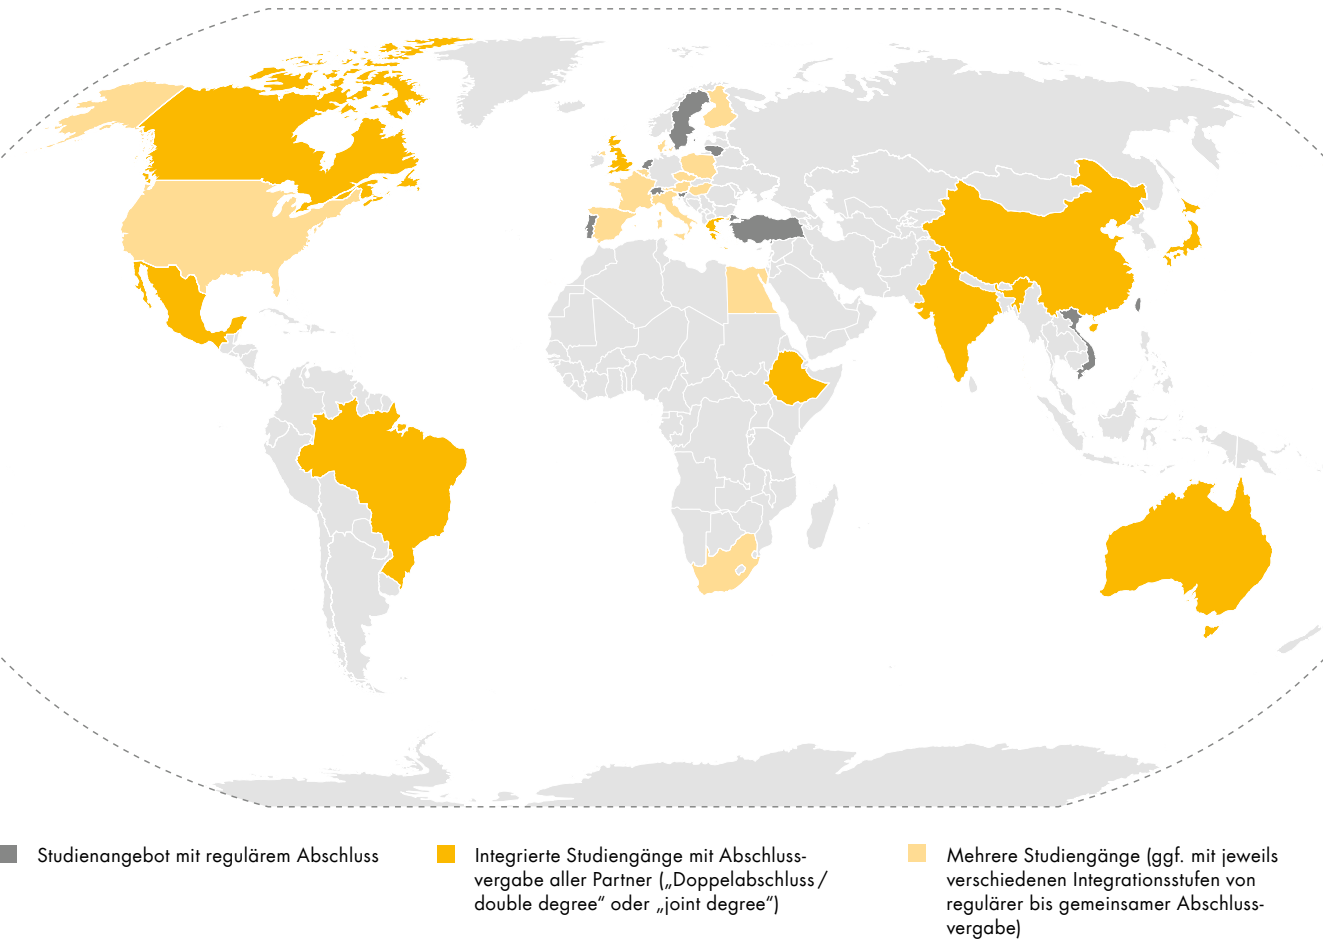 Studienangebot mit regulärem Abschluss
Integrierte Studiengänge mit Abschluss-
vergabe aller Partner („Doppelabschluss /
double degree“ oder „joint degree“)
Mehrere Studiengänge (ggf. mit jeweils
verschiedenen Integrationsstufen von
regulärer bis gemeinsamer Abschluss-
vergabe)